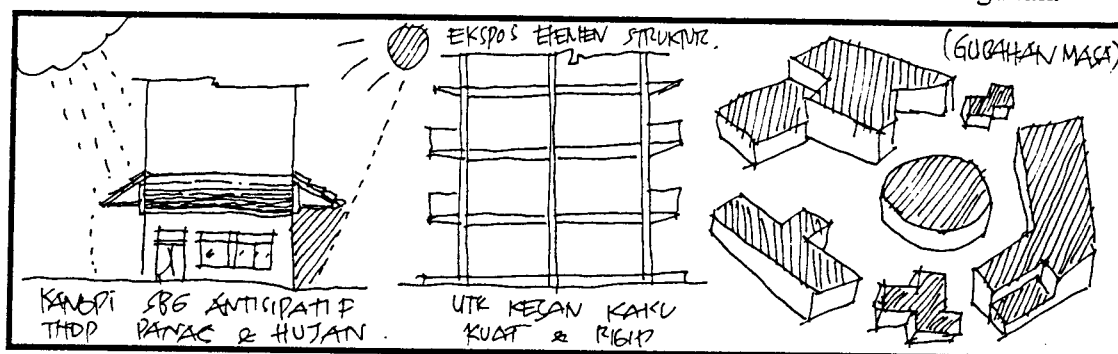 EKSPOS ELEMEN STRUKTUR.
(GUBAHAN MASA)
KANOPI SBG ANTISIPATIF
THDP PANAS & HUJAN.
UTK KESAN KAKU
KUAT & RIGID